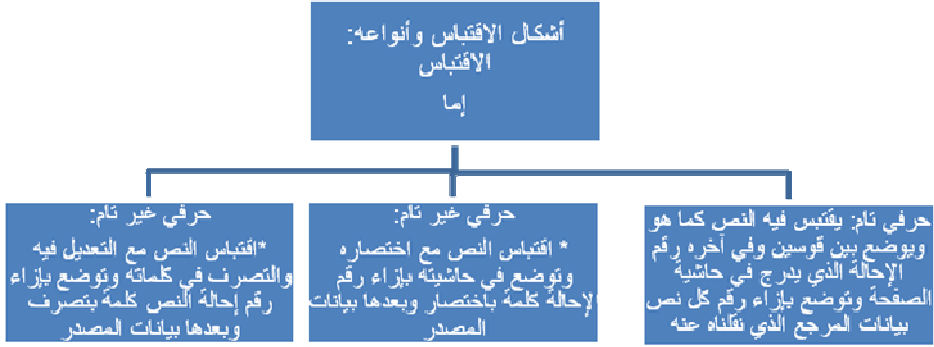 أشكال الاقتباس وأنواعه:
الاقتباس
إما
حرفي تام: يقتبس فيه النص كما هو
ويوضع بين قوسين وفي آخره رقم
الإحالة الذي يدرج في حاشية
الصفحة وتوضع بإزاء رقم كل نص
بيانات المرجع الذي نقلناه عنه
حرفي غير تام:
* اقتباس النص مع اختصاره
وتوضع في حاشيته بإزاء رقم
الإحالة كلمة باختصار وبعدها بيانات
المصدر
حرفي غير تام:
*اقتباس النص مع التعديل فيه
والتصرف في كلماته وتوضع بإزاء
رقم إحالة النص كلمة بتصرف
وبعدها بيانات المصدر